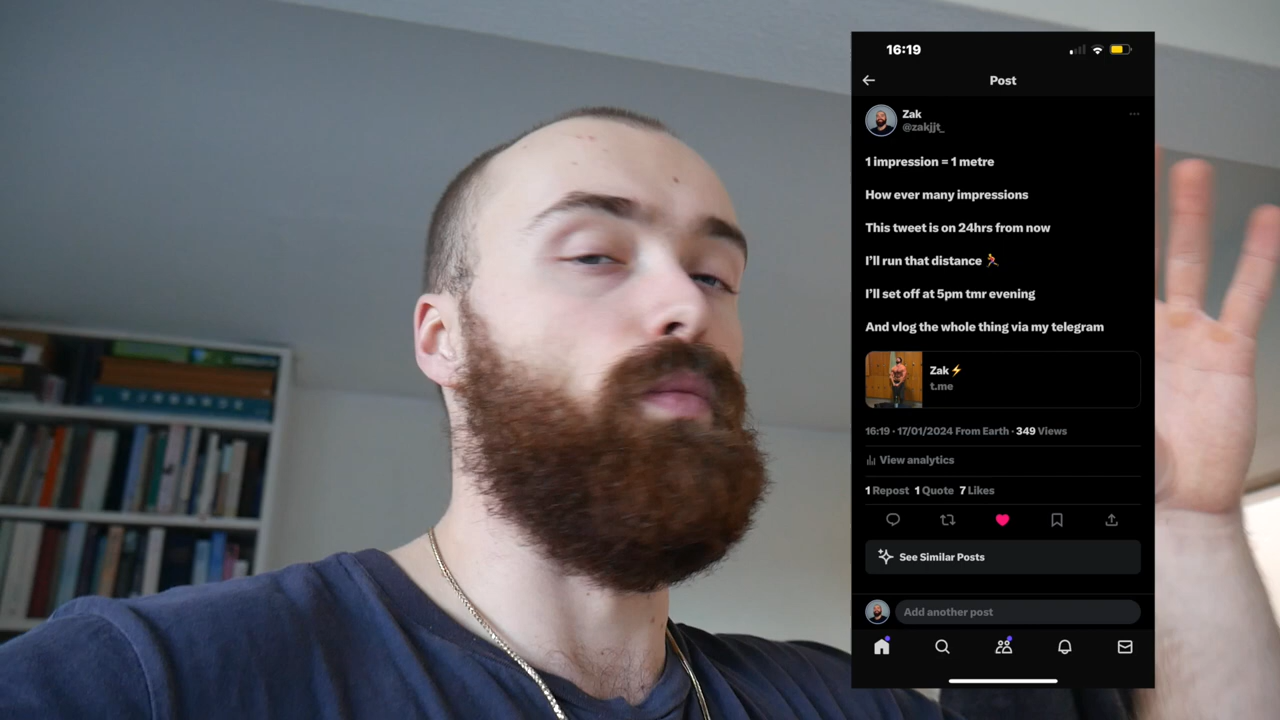 16:19
Post
Zak
@zakjjt_
1 impression = 1 metre
How ever many impressions
This tweet is on 24hrs from now
I'll run that distance 🏃
I'll set off at 5pm tmr evening
And vlog the whole thing via my telegram
Zak⚡
t.me
16:19 · 17/01/2024 From Earth · 349 Views
View analytics
1 Repost 1 Quote 7 Likes
See Similar Posts
Add another post